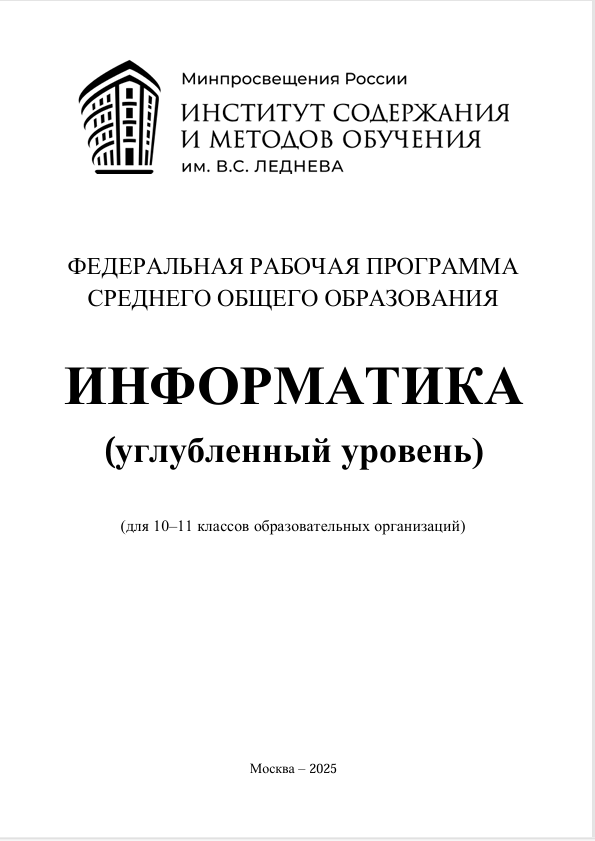 Минпросвещения России
ИНСТИТУТ СОДЕРЖАНИЯ
И МЕТОДОВ ОБУЧЕНИЯ
им. В.С. ЛЕДНЕВА
ФЕДЕРАЛЬНАЯ РАБОЧАЯ ПРОГРАММА
СРЕДНЕГО ОБЩЕГО ОБРАЗОВАНИЯ
ИНФОРМАТИКА
(углубленный уровень)
(для 10–11 классов образовательных организаций)
Москва – 2025